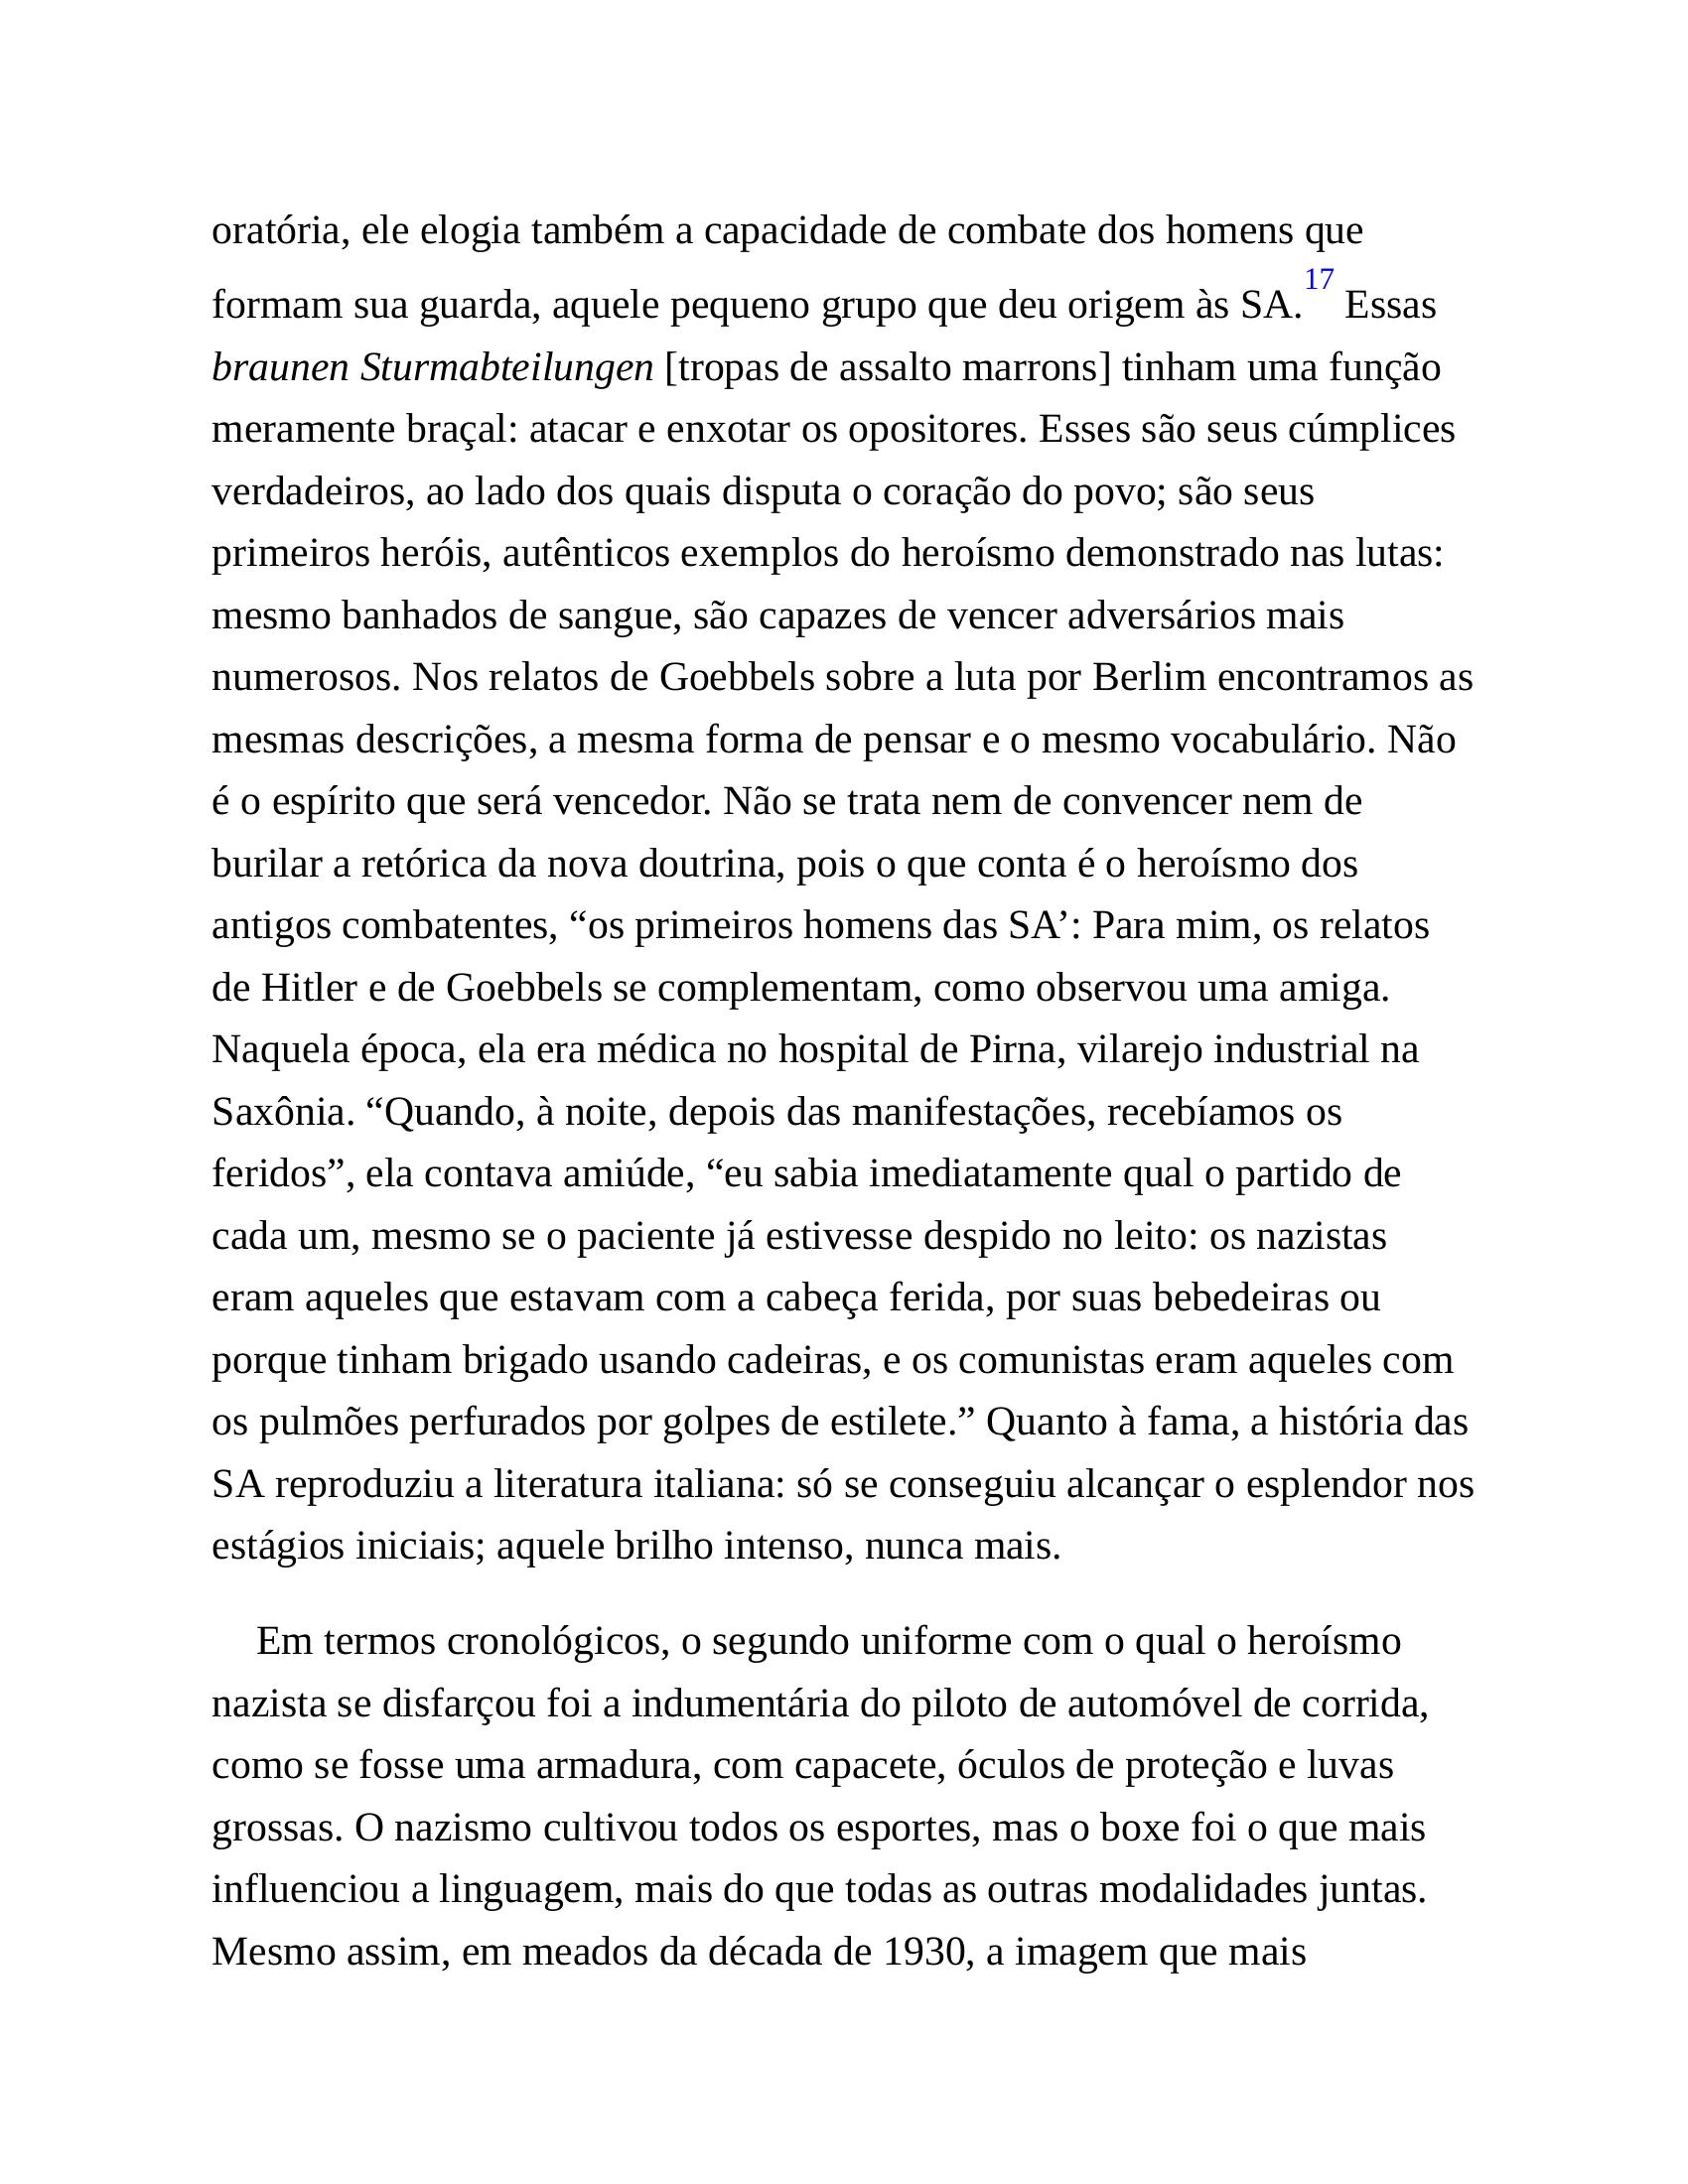 oratória, ele elogia também a capacidade de combate dos homens que
formam sua guarda, aquele pequeno grupo que deu origem às SA.17 Essas
braunen Sturmabteilungen [tropas de assalto marrons] tinham uma função
meramente braçal: atacar e enxotar os opositores. Esses são seus cúmplices
verdadeiros, ao lado dos quais disputa o coração do povo; são seus
primeiros heróis, autênticos exemplos do heroísmo demonstrado nas lutas:
mesmo banhados de sangue, são capazes de vencer adversários mais
numerosos. Nos relatos de Goebbels sobre a luta por Berlim encontramos as
mesmas descrições, a mesma forma de pensar e o mesmo vocabulário. Não
é o espírito que será vencedor. Não se trata nem de convencer nem de
burilar a retórica da nova doutrina, pois o que conta é o heroísmo dos
antigos combatentes, “os primeiros homens das SA’: Para mim, os relatos
de Hitler e de Goebbels se complementam, como observou uma amiga.
Naquela época, ela era médica no hospital de Pirna, vilarejo industrial na
Saxônia. “Quando, à noite, depois das manifestações, recebíamos os
feridos”, ela contava amiúde, “eu sabia imediatamente qual o partido de
cada um, mesmo se o paciente já estivesse despido no leito: os nazistas
eram aqueles que estavam com a cabeça ferida, por suas bebedeiras ou
porque tinham brigado usando cadeiras, e os comunistas eram aqueles com
os pulmões perfurados por golpes de estilete.” Quanto à fama, a história das
SA reproduziu a literatura italiana: só se conseguiu alcançar o esplendor nos
estágios iniciais; aquele brilho intenso, nunca mais.
Em termos cronológicos, o segundo uniforme com o qual o heroísmo
nazista se disfarçou foi a indumentária do piloto de automóvel de corrida,
como se fosse uma armadura, com capacete, óculos de proteção e luvas
grossas. O nazismo cultivou todos os esportes, mas o boxe foi o que mais
influenciou a linguagem, mais do que todas as outras modalidades juntas.
Mesmo assim, em meados da década de 1930, a imagem que mais